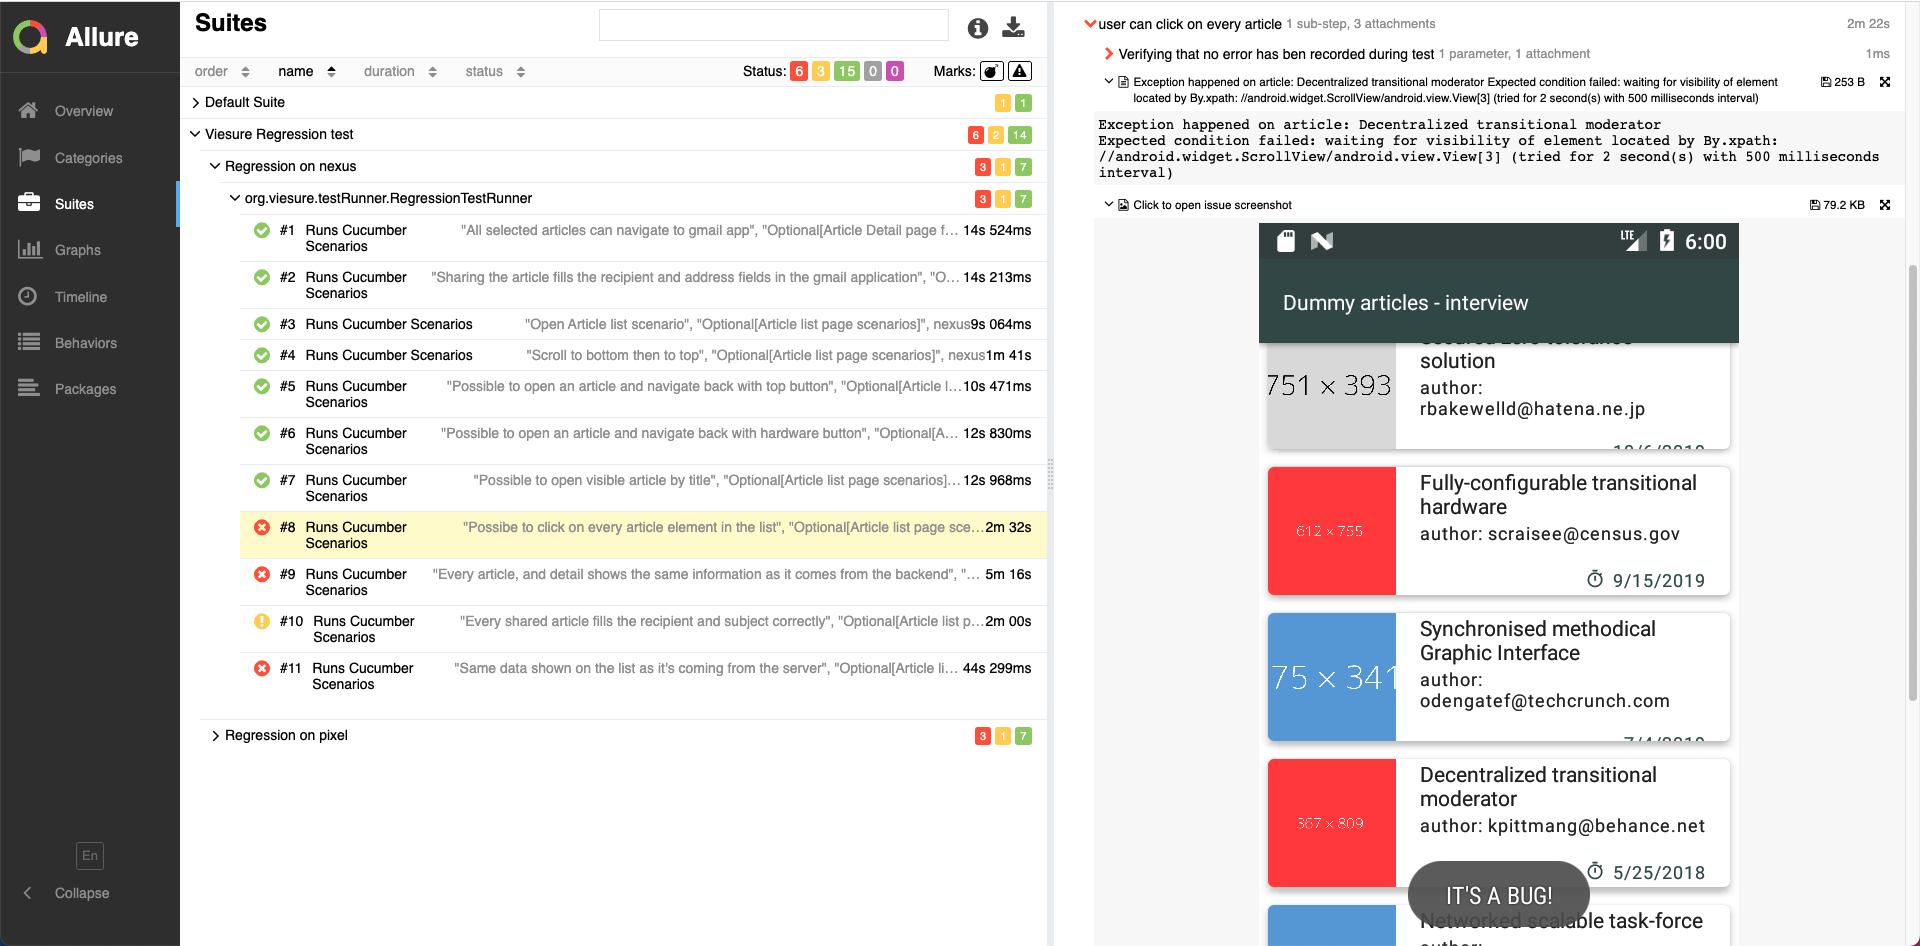 Allure
Overview
Categories
Suites
Graphs
Timeline
Behaviors
Packages
En
Collapse
Suites
order name duration status Status: 6 3 15 0 0 Marks:
Default Suite 1 1
Viesure Regression test 6 2 14
Regression on nexus 3 1 7
org.viesure.testRunner.RegressionTestRunner 3 1 7
#1 Runs Cucumber Scenarios "All selected articles can navigate to gmail app", "Optional[Article Detail page f... 14s 524ms
#2 Runs Cucumber Scenarios "Sharing the article fills the recipient and address fields in the gmail application", "O... 14s 213ms
#3 Runs Cucumber Scenarios "Open Article list scenario", "Optional[Article list page scenarios]", nexus 9s 064ms
#4 Runs Cucumber Scenarios "Scroll to bottom then to top", "Optional[Article list page scenarios]", nexus 1m 41s
#5 Runs Cucumber Scenarios "Possible to open an article and navigate back with top button", "Optional[Article l... 10s 471ms
#6 Runs Cucumber Scenarios "Possible to open an article and navigate back with hardware button", "Optional[A... 12s 830ms
#7 Runs Cucumber Scenarios "Possible to open visible article by title", "Optional[Article list page scenarios]... 12s 968ms
#8 Runs Cucumber Scenarios "Possibe to click on every article element in the list", "Optional[Article list page sce... 2m 32s
#9 Runs Cucumber Scenarios "Every article, and detail shows the same information as it comes from the backend", "... 5m 16s
#10 Runs Cucumber Scenarios "Every shared article fills the recipient and subject correctly", "Optional[Article list p... 2m 00s
#11 Runs Cucumber Scenarios "Same data shown on the list as it's coming from the server", "Optional[Article li... 44s 299ms
Regression on pixel 3 1 7
user can click on every article 1 sub-step, 3 attachments 2m 22s
Verifying that no error has ben recorded during test 1 parameter, 1 attachment 1ms
Exception happened on article: Decentralized transitional moderator Expected condition failed: waiting for visibility of element 253 B
located by By.xpath: //android.widget.ScrollView/android.view.View[3] (tried for 2 second(s) with 500 milliseconds interval)
Exception happened on article: Decentralized transitional moderator
Expected condition failed: waiting for visibility of element located by By.xpath:
//android.widget.ScrollView/android.view.View[3] (tried for 2 second(s) with 500 milliseconds
interval)
Click to open issue screenshot 79.2 KB
LTE 6:00
Dummy articles - interview
solution
751 × 393
author:
rbakewelld@hatena.ne.jp
Fully-configurable transitional
hardware
612 × 755
author: scraisee@census.gov
9/15/2019
Synchronised methodical
Graphic Interface
75 × 341
author:
odengatef@techcrunch.com
Decentralized transitional
moderator
367 × 809
author: kpittmang@behance.net
5/25/2018
IT'S A BUG!
Networked scalable task-force